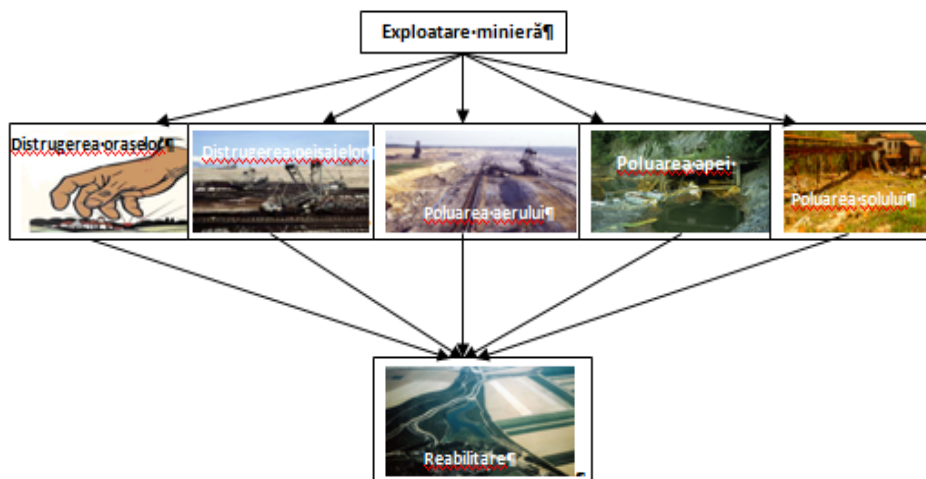 Exploatare·minieră¶
Distrugerea·oraselor¶
Distrugerea·peisajelor¶
Poluarea·aerului¶
Poluarea·apei·
Poluarea·solului¶
Reabilitare¶
¶